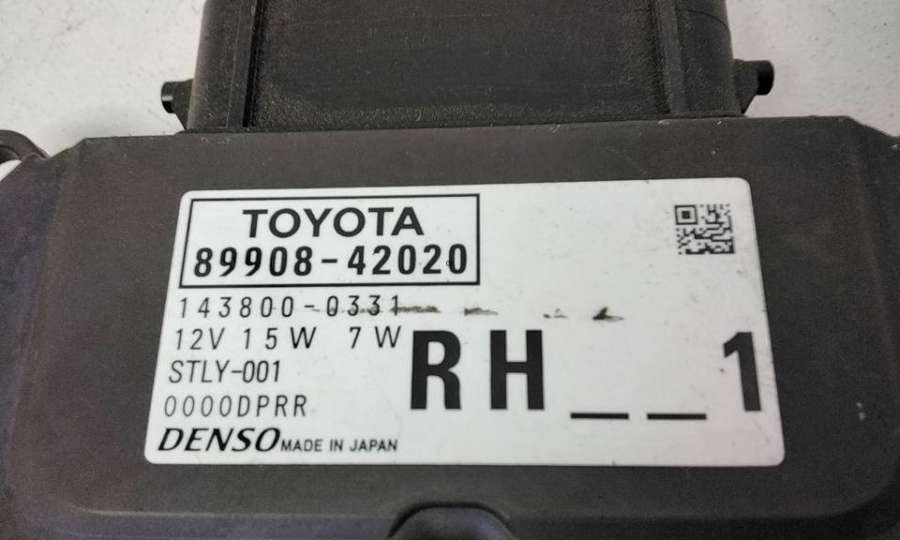 TOYOTA
89908-42020
143800-0331
12V 15W 7W
RH__1
STLY-001
0000DPRR
DENSO MADE IN JAPAN